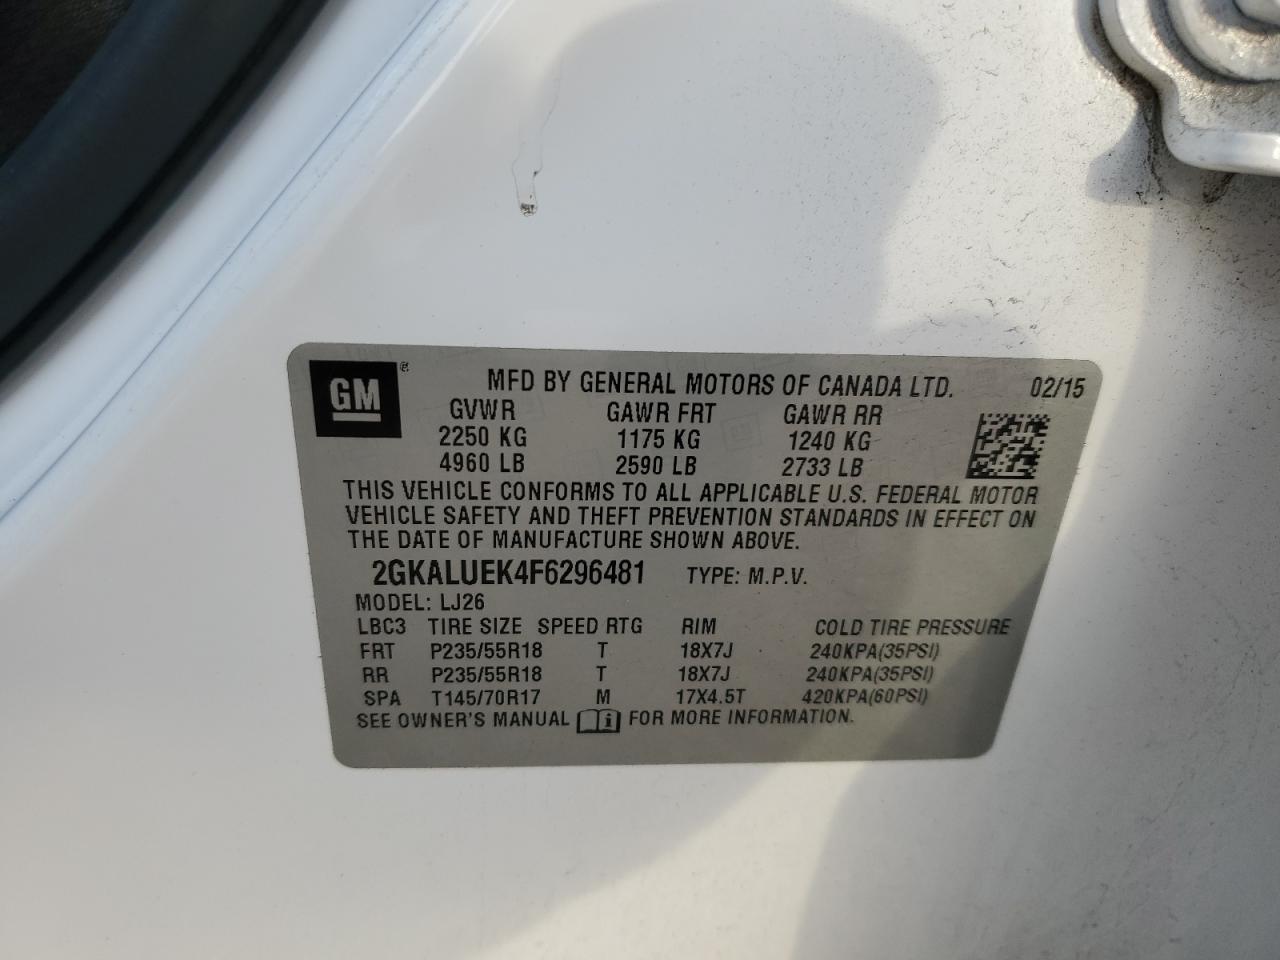 GM ®
MFD BY GENERAL MOTORS OF CANADA LTD. 02/15
GVWR GAWR FRT GAWR RR
2250 KG 1175 KG 1240 KG
4960 LB 2590 LB 2733 LB
THIS VEHICLE CONFORMS TO ALL APPLICABLE U.S. FEDERAL MOTOR
VEHICLE SAFETY AND THEFT PREVENTION STANDARDS IN EFFECT ON
THE DATE OF MANUFACTURE SHOWN ABOVE.
2GKALUEK4F6296481 TYPE: M.P.V.
MODEL: LJ26
LBC3 TIRE SIZE SPEED RTG RIM COLD TIRE PRESSURE
FRT P235/55R18 T 18X7J 240KPA(35PSI)
RR P235/55R18 T 18X7J 240KPA(35PSI)
SPA T145/70R17 M 17X4.5T 420KPA(60PSI)
SEE OWNER'S MANUAL i FOR MORE INFORMATION.